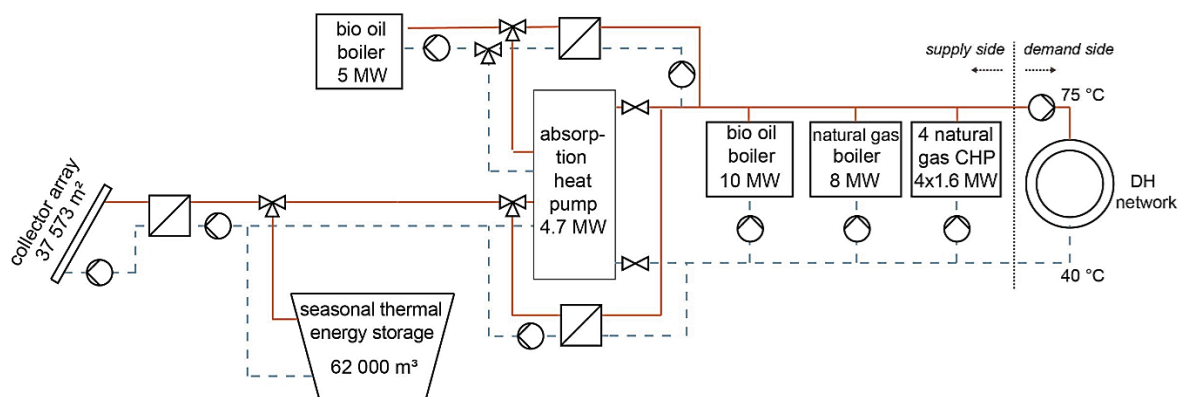 bio oil
boiler
5 MW
supply side
demand side
75 °C
absorp-
tion
heat
pump
4.7 MW
bio oil
boiler
10 MW
natural gas
boiler
8 MW
4 natural
gas CHP
4x1.6 MW
DH
network
40 °C
collector array
37 573 m²
seasonal thermal
energy storage
62 000 m³